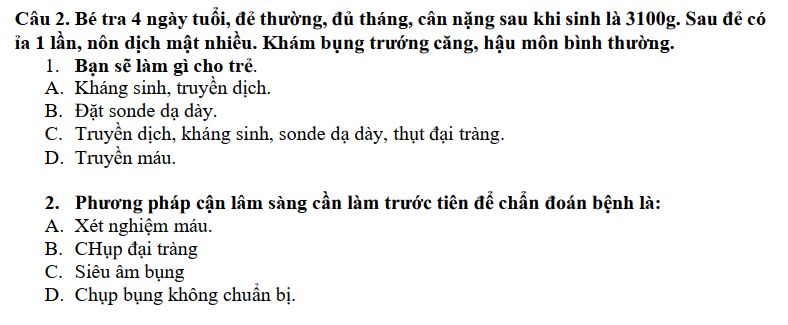 Câu 2. Bé tra 4 ngày tuổi, đẻ thường, đủ tháng, cân nặng sau khi sinh là 3100g. Sau đẻ có
ỉa 1 lần, nôn dịch mật nhiều. Khám bụng trướng căng, hậu môn bình thường.
1. Bạn sẽ làm gì cho trẻ.
A. Kháng sinh, truyền dịch.
B. Đặt sonde dạ dày.
C. Truyền dịch, kháng sinh, sonde dạ dày, thụt đại tràng.
D. Truyền máu.
2. Phương pháp cận lâm sàng cần làm trước tiên để chẩn đoán bệnh là:
A. Xét nghiệm máu.
B. CHụp đại tràng
C. Siêu âm bụng
D. Chụp bụng không chuẩn bị.